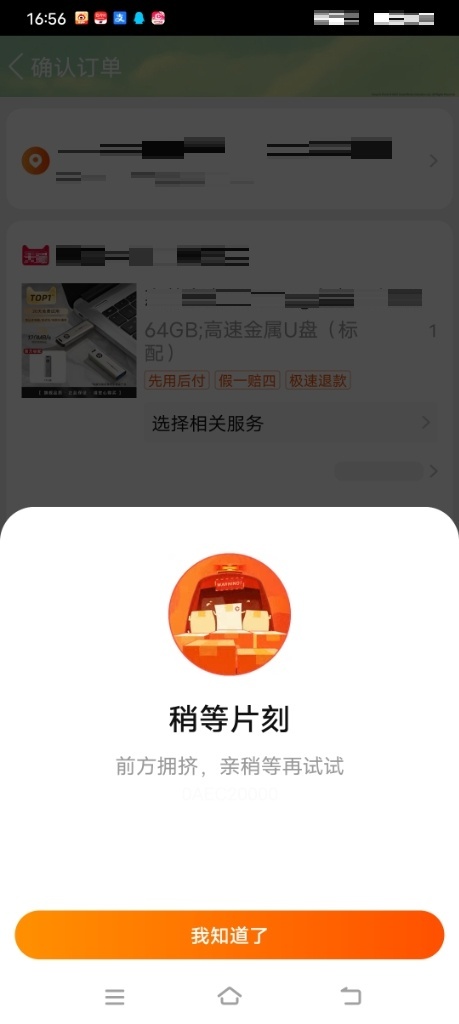 16:56
确认订单
天猫
TOP1
64GB;高速金属U盘（标
配）
1
先用后付 假一赔四 极速退款
选择相关服务
稍等片刻
前方拥挤，亲稍等再试试
我知道了